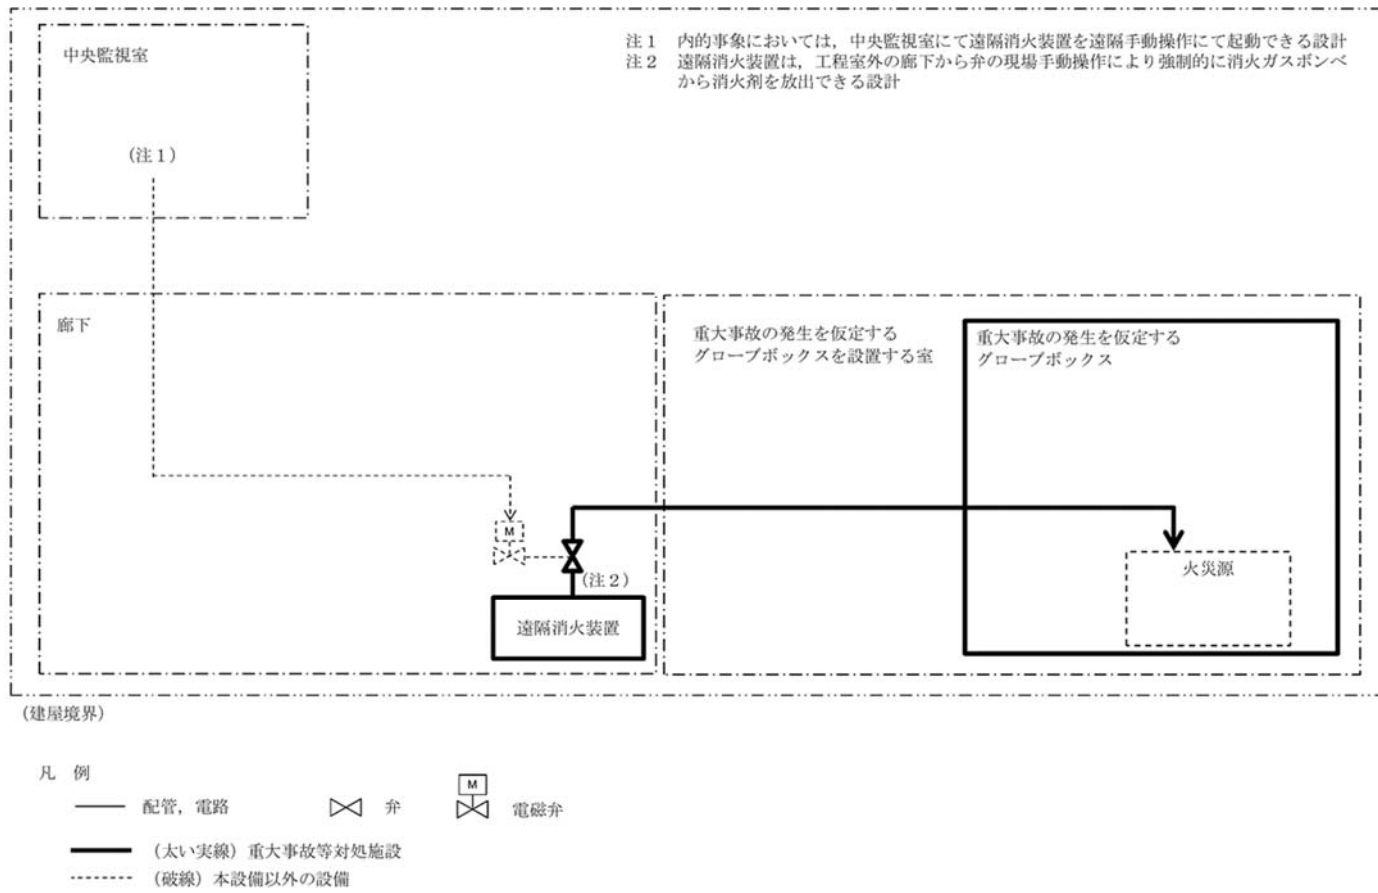 中央監視室
注１　内的事象においては，中央監視室にて遠隔消火装置を遠隔手動操作にて起動できる設計
注２　遠隔消火装置は，工程室外の廊下から弁の現場手動操作により強制的に消火ガスボンベ
から消火剤を放出できる設計
（注１）
廊下
重大事故の発生を仮定する
グローブボックスを設置する室
重大事故の発生を仮定する
グローブボックス
M
（注２）
遠隔消火装置
火災源
（建屋境界）
凡　例
配管，電路
弁
M
電磁弁
（太い実線）重大事故等対処施設
（破線）本設備以外の設備